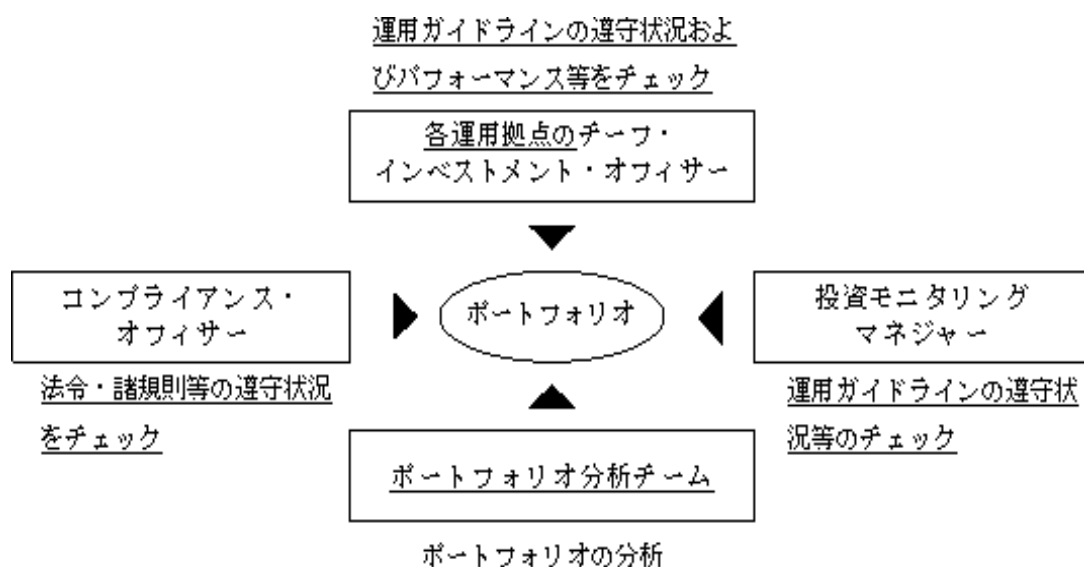 運用ガイドラインの遵守状況およ
びパフォーマンス等をチェック
各運用拠点のチーフ・
インベストメント・オフィサー
コンプライアンス・
オフィサー
ポートフォリオ
投資モニタリング
マネジャー
法令・諸規則等の遵守状況
をチェック
運用ガイドラインの遵守状
況等のチェック
ポートフォリオ分析チーム
ポートフォリオの分析